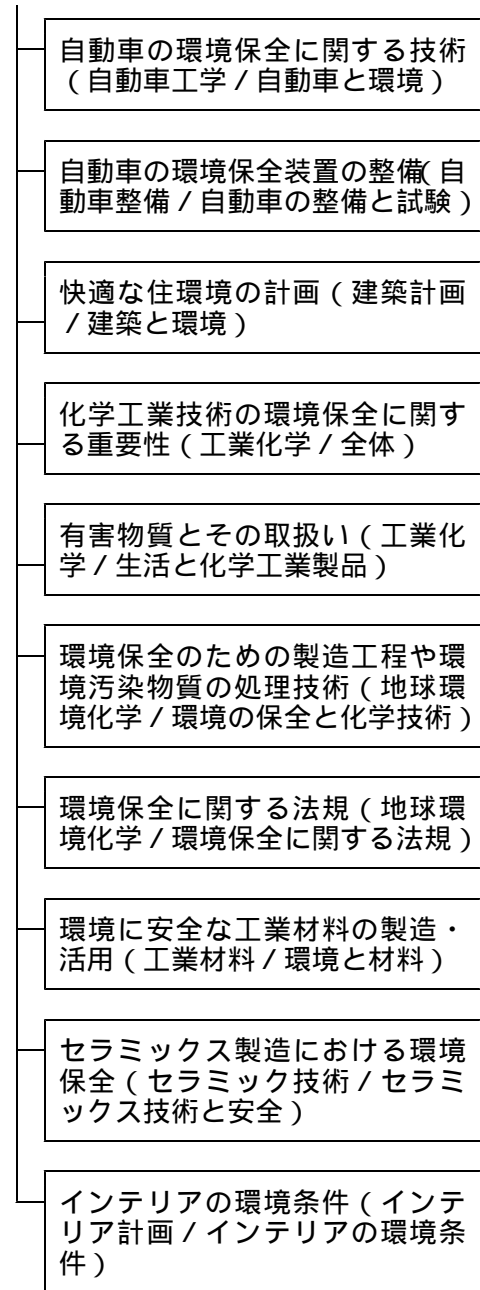 自動車の環境保全に関する技術
(自動車工学/自動車と環境)
自動車の環境保全装置の整備(自
動車整備/自動車の整備と試験)
快適な住環境の計画(建築計画
/建築と環境)
化学工業技術の環境保全に関す
る重要性(工業化学/全体)
有害物質とその取扱い(工業化
学/生活と化学工業製品)
環境保全のための製造工程や環
境汚染物質の処理技術(地球環
境化学/環境の保全と化学技術)
環境保全に関する法規(地球環
境化学/環境保全に関する法規)
環境に安全な工業材料の製造・
活用(工業材料/環境と材料)
セラミックス製造における環境
保全(セラミック技術/セラミ
ックス技術と安全)
インテリアの環境条件(インテ
リア計画/インテリアの環境条
件)